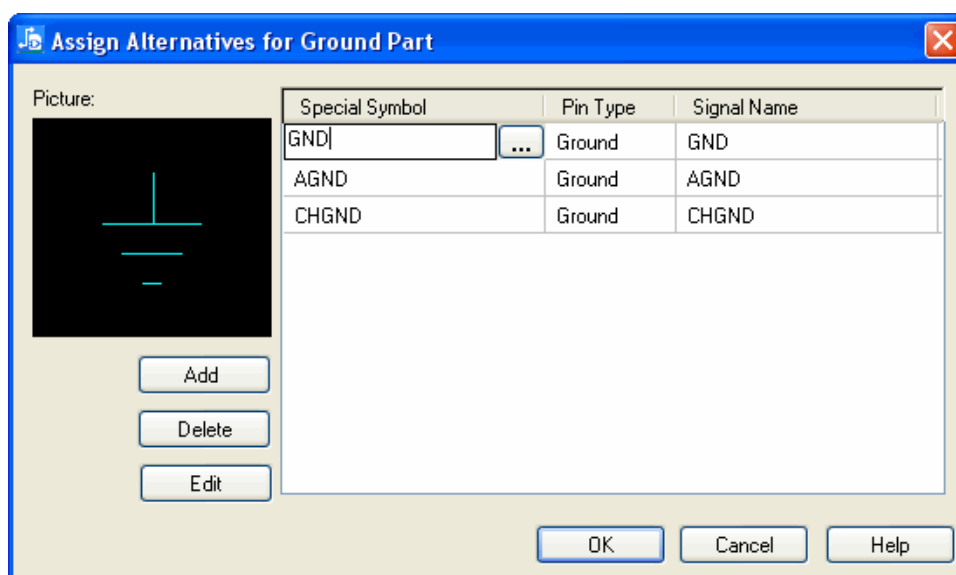 Assign Alternatives for Ground Part
Picture:
Special Symbol Pin Type Signal Name
GND ... Ground GND
AGND Ground AGND
CHGND Ground CHGND
Add
Delete
Edit
OK Cancel Help